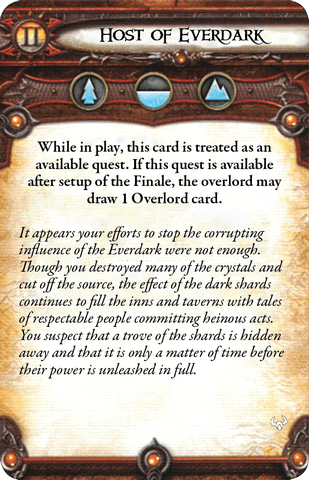 II
Host of Everdark
While in play, this card is treated as an
available quest. If this quest is available
after setup of the Finale, the overlord may
draw 1 Overlord card.
It appears your efforts to stop the corrupting
influence of the Everdark were not enough.
Though you destroyed many of the crystals and
cut off the source, the effect of the dark shards
continues to fill the inns and taverns with tales
of respectable people committing heinous acts.
You suspect that a trove of the shards is hidden
away and that it is only a matter of time before
their power is unleashed in full.